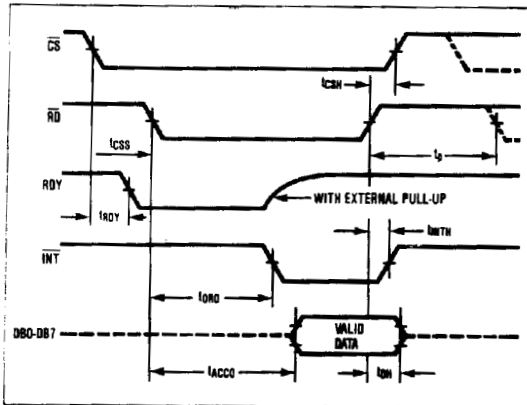 CS
tCSH
RD
tCSS
tP
RDY
WITH EXTERNAL PULL-UP
tRDY
tINTH
INT
tCRD
DB0-DB7
VALID
DATA
tACC0
tDH